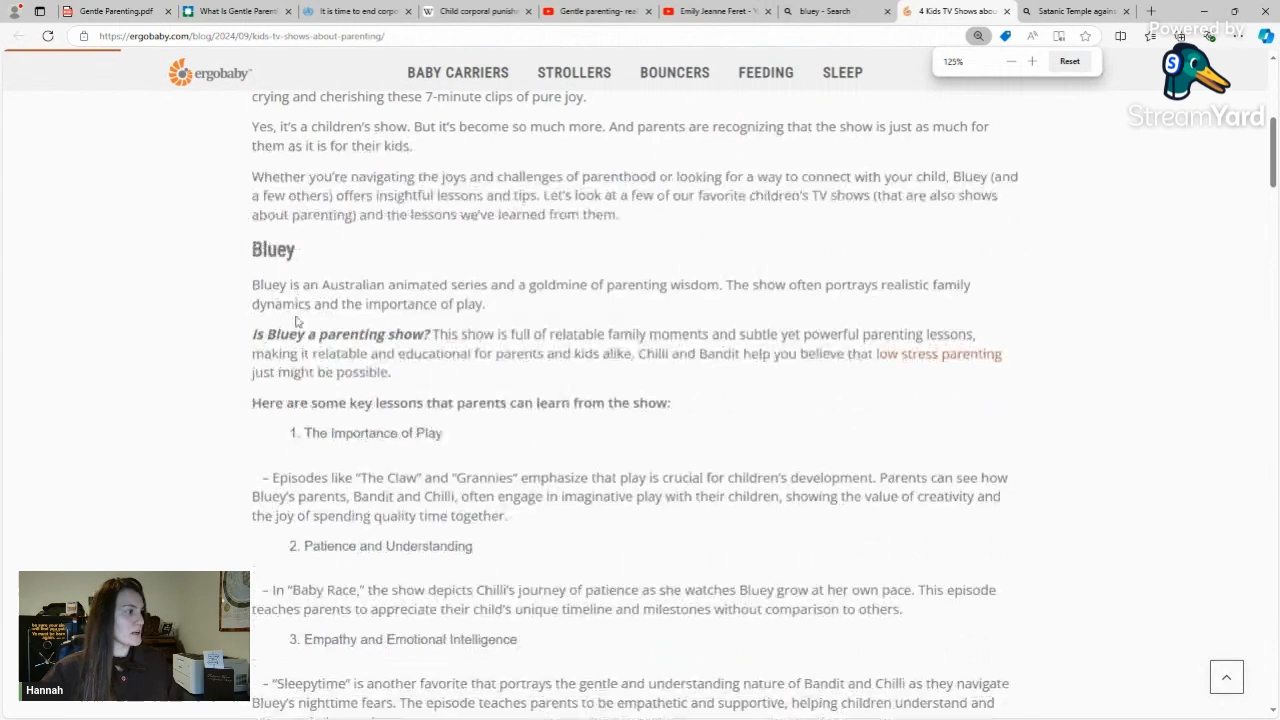 Gentle Parenting.pdf
What Is Gentle Parenti
It is time to end corpo
Child corporal punishn
Gentle parenting- real
Emily Jeanne Ferret - Y
bluey - Search
4 Kids TV Shows about
Satanic Temple against
https://ergobaby.com/blog/2024/09/kids-tv-shows-about-parenting/
Powered by
StreamYard
125%
Reset
ergobaby
BABY CARRIERS
STROLLERS
BOUNCERS
FEEDING
SLEEP
crying and cherishing these 7-minute clips of pure joy.
Yes, it's a children's show. But it's become so much more. And parents are recognizing that the show is just as much for
them as it is for their kids.
Whether you're navigating the joys and challenges of parenthood or looking for a way to connect with your child, Bluey (and
a few others) offers insightful lessons and tips. Let's look at a few of our favorite children's TV shows (that are also shows
about parenting) and the lessons we've learned from them.
Bluey
Bluey is an Australian animated series and a goldmine of parenting wisdom. The show often portrays realistic family
dynamics and the importance of play.
Is Bluey a parenting show? This show is full of relatable family moments and subtle yet powerful parenting lessons,
making it relatable and educational for parents and kids alike, Chilli and Bandit help you believe that low stress parenting
just might be possible.
Here are some key lessons that parents can learn from the show:
1. The Importance of Play
– Episodes like "The Claw" and "Grannies" emphasize that play is crucial for children's development. Parents can see how
Bluey's parents, Bandit and Chilli, often engage in imaginative play with their children, showing the value of creativity and
the joy of spending quality time together.
2. Patience and Understanding
– In "Baby Race," the show depicts Chilli's journey of patience as she watches Bluey grow at her own pace. This episode
teaches parents to appreciate their child's unique timeline and milestones without comparison to others.
3. Empathy and Emotional Intelligence
– "Sleepytime" is another favorite that portrays the gentle and understanding nature of Bandit and Chilli as they navigate
Bluey's nighttime fears. The episode teaches parents to be empathetic and supportive, helping children understand and
Hannah